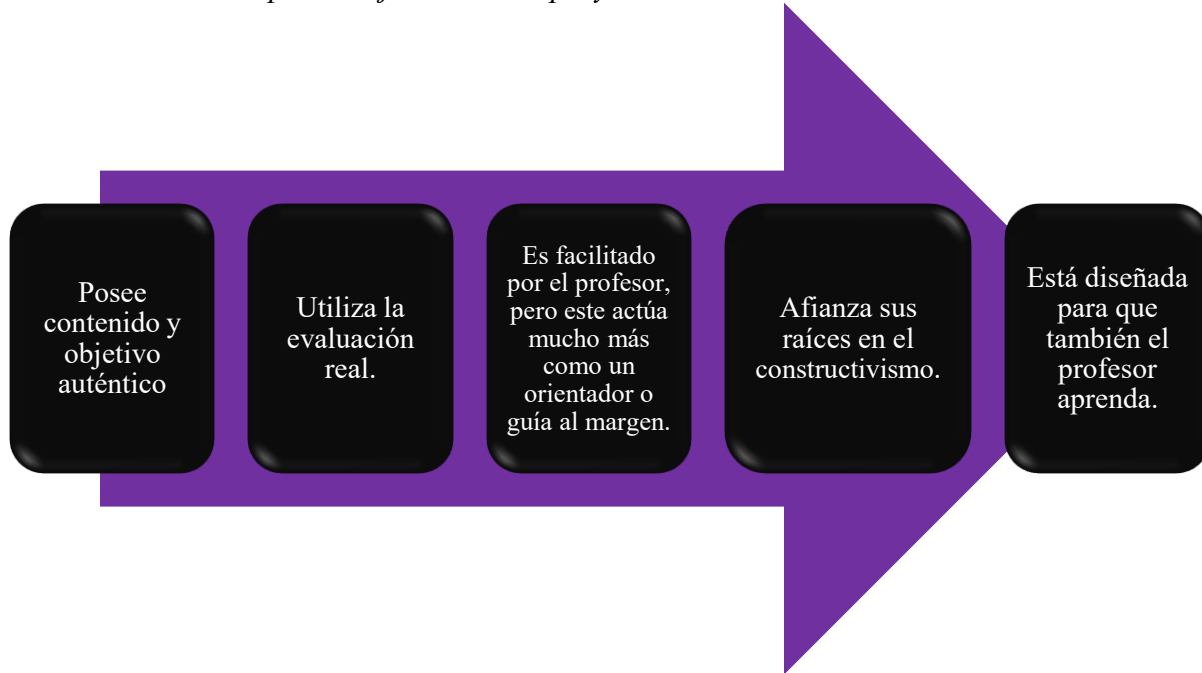 Posee
contenido y
objetivo
auténtico
Utiliza la
evaluación
real.
Es facilitado
por el profesor,
pero este actúa
mucho más
como un
orientador o
guía al margen.
Afianza sus
raíces en el
constructivismo.
Está diseñada
para que
también el
profesor
aprenda.